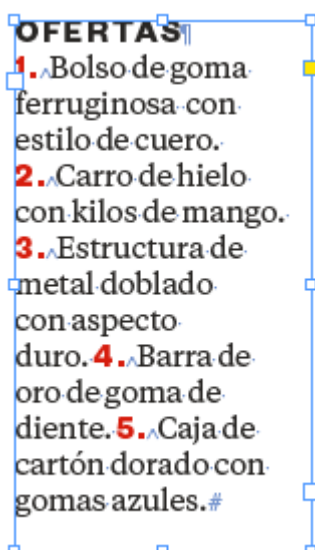 OFERTAS
1. Bolso de goma
ferruginosa con
estilo de cuero.
2. Carro de hielo
con kilos de mango.
3. Estructura de
metal doblado
con aspecto
duro. 4. Barra de
oro de goma de
diente. 5. Caja de
cartón dorado con
gomas azules.